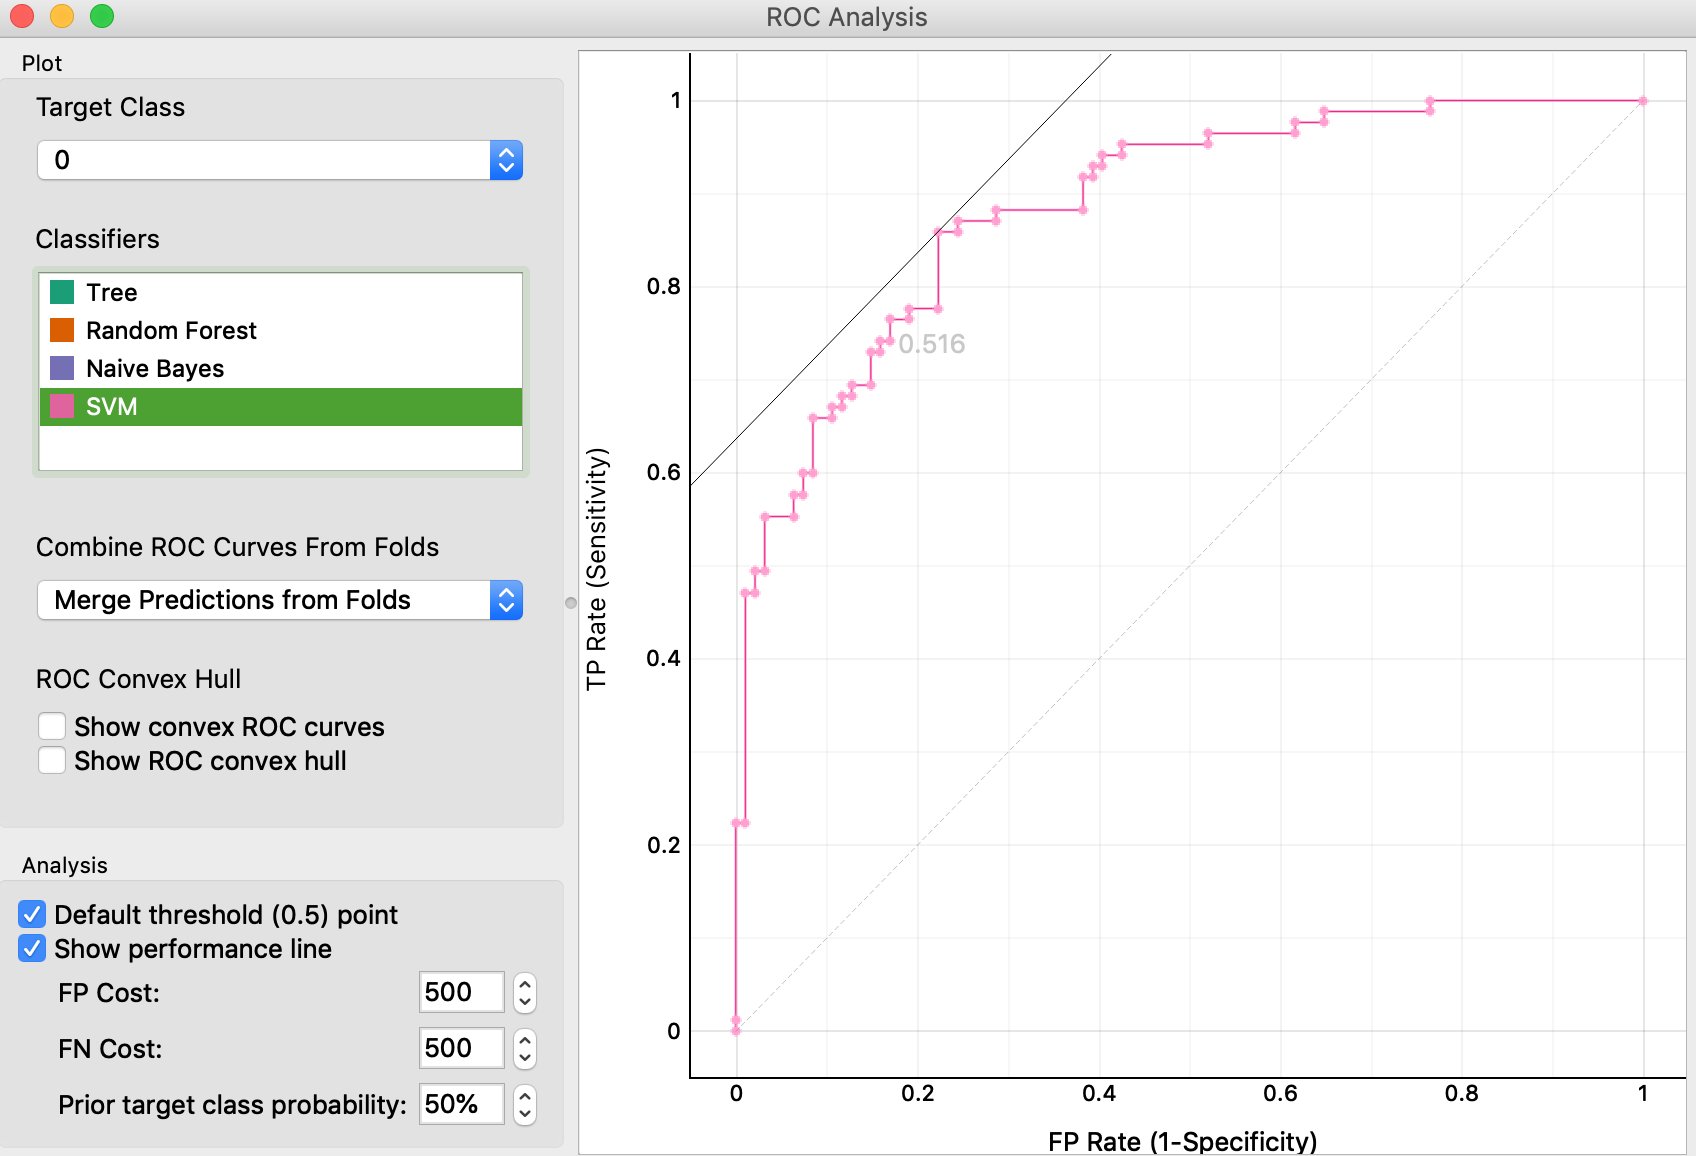 ROC Analysis
Plot
Target Class
0
Classifiers
Tree
Random Forest
Naive Bayes
SVM
Combine ROC Curves From Folds
Merge Predictions from Folds
ROC Convex Hull
Show convex ROC curves
Show ROC convex hull
Analysis
Default threshold (0.5) point
Show performance line
FP Cost: 500
FN Cost: 500
Prior target class probability: 50%
TP Rate (Sensitivity)
1
0.8
0.6
0.4
0.2
0
0.516
0 0.2 0.4 0.6 0.8 1
FP Rate (1-Specificity)